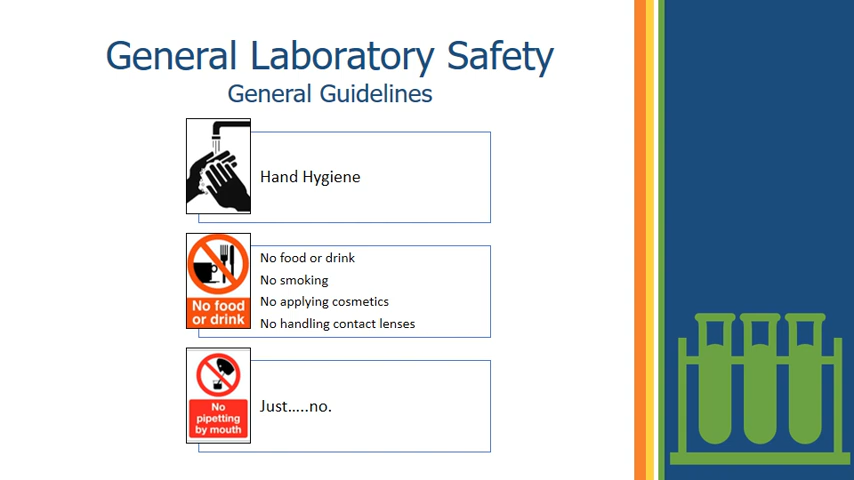 General Laboratory Safety
General Guidelines
Hand Hygiene
No food
or drink
No food or drink
No smoking
No applying cosmetics
No handling contact lenses
No
pipetting
by mouth
Just.....no.